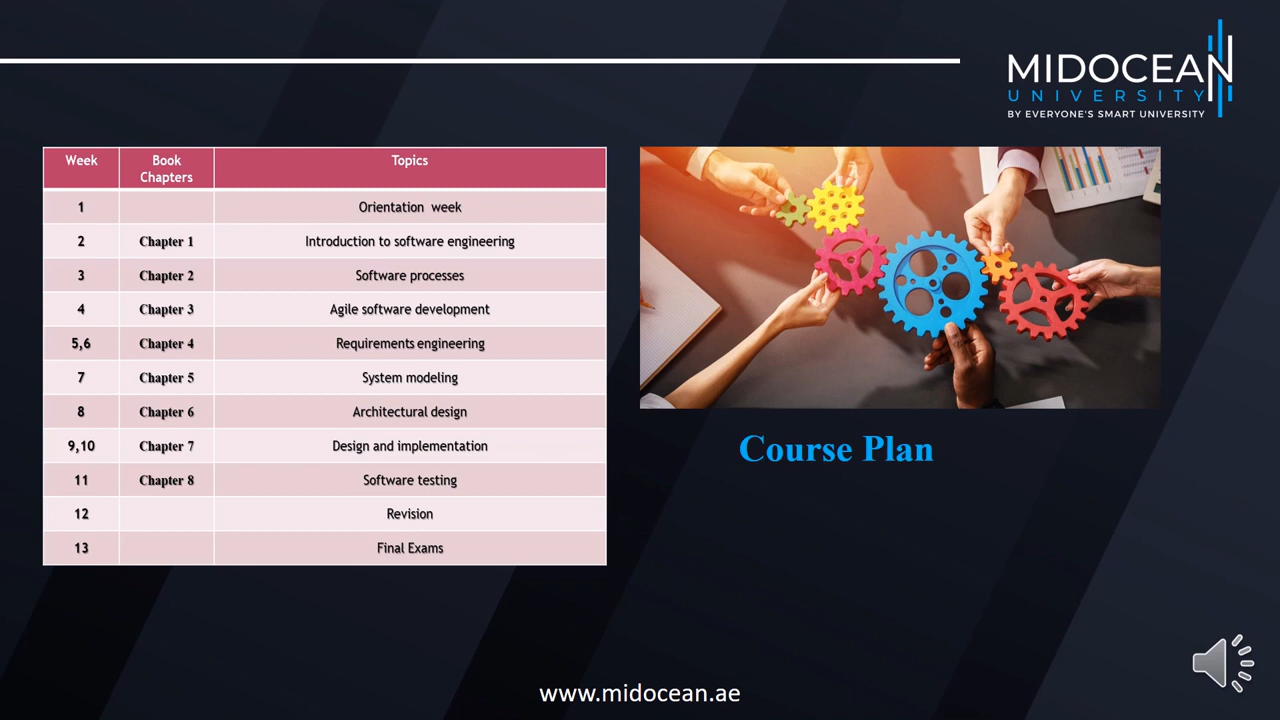 MIDOCEAN
UNIVERSITY
BY EVERYONE'S SMART UNIVERSITY
Week Book Chapters Topics
1 Orientation week
2 Chapter 1 Introduction to software engineering
3 Chapter 2 Software processes
4 Chapter 3 Agile software development
5,6 Chapter 4 Requirements engineering
7 Chapter 5 System modeling
8 Chapter 6 Architectural design
9,10 Chapter 7 Design and implementation
11 Chapter 8 Software testing
12 Revision
13 Final Exams
Course Plan
www.midocean.ae